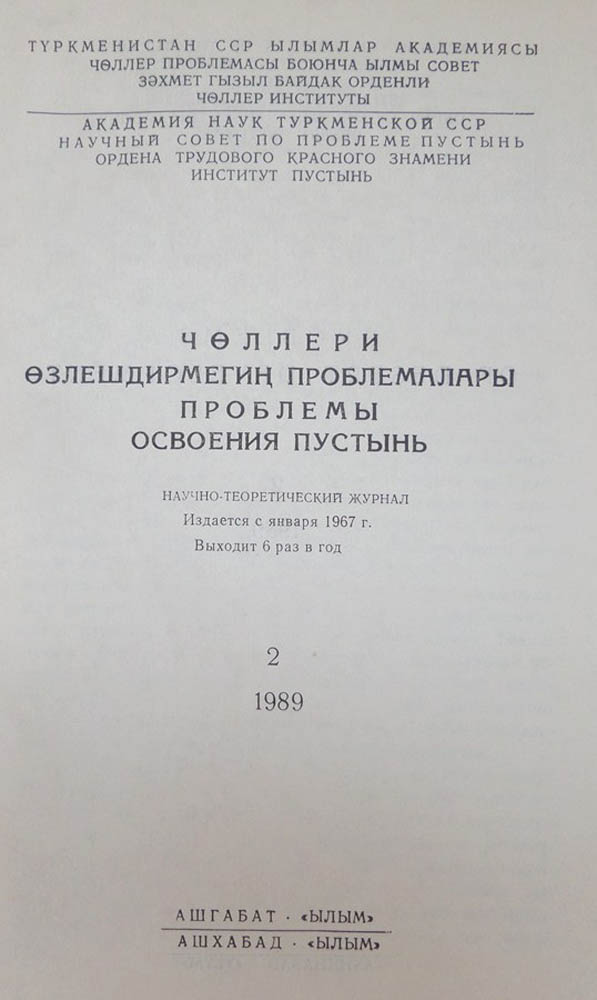 ТҮРКМЕНИСТАН ССР ЫЛЫМЛАР АКАДЕМИЯСЫ
ЧӨЛЛЕР ПРОБЛЕМАСЫ БОЮНЧА ЫЛМЫ СОВЕТ
ЗӘХМЕТ ГЫЗЫЛ БАЙДАК ОРДЕНЛИ
ЧӨЛЛЕР ИНСТИТУТЫ
АКАДЕМИЯ НАУК ТУРКМЕНСКОЙ ССР
НАУЧНЫЙ СОВЕТ ПО ПРОБЛЕМЕ ПУСТЫНЬ
ОРДЕНА ТРУДОВОГО КРАСНОГО ЗНАМЕНИ
ИНСТИТУТ ПУСТЫНЬ
ЧӨЛЛЕРИ
ӨЗЛЕШДИРМЕГИҢ ПРОБЛЕМАЛАРЫ
ПРОБЛЕМЫ
ОСВОЕНИЯ ПУСТЫНЬ
НАУЧНО-ТЕОРЕТИЧЕСКИЙ ЖУРНАЛ
Издается с января 1967 г.
Выходит 6 раз в год
2
1989
АШГАБАТ · «ЫЛЫМ»
АШХАБАД · «ЫЛЫМ»